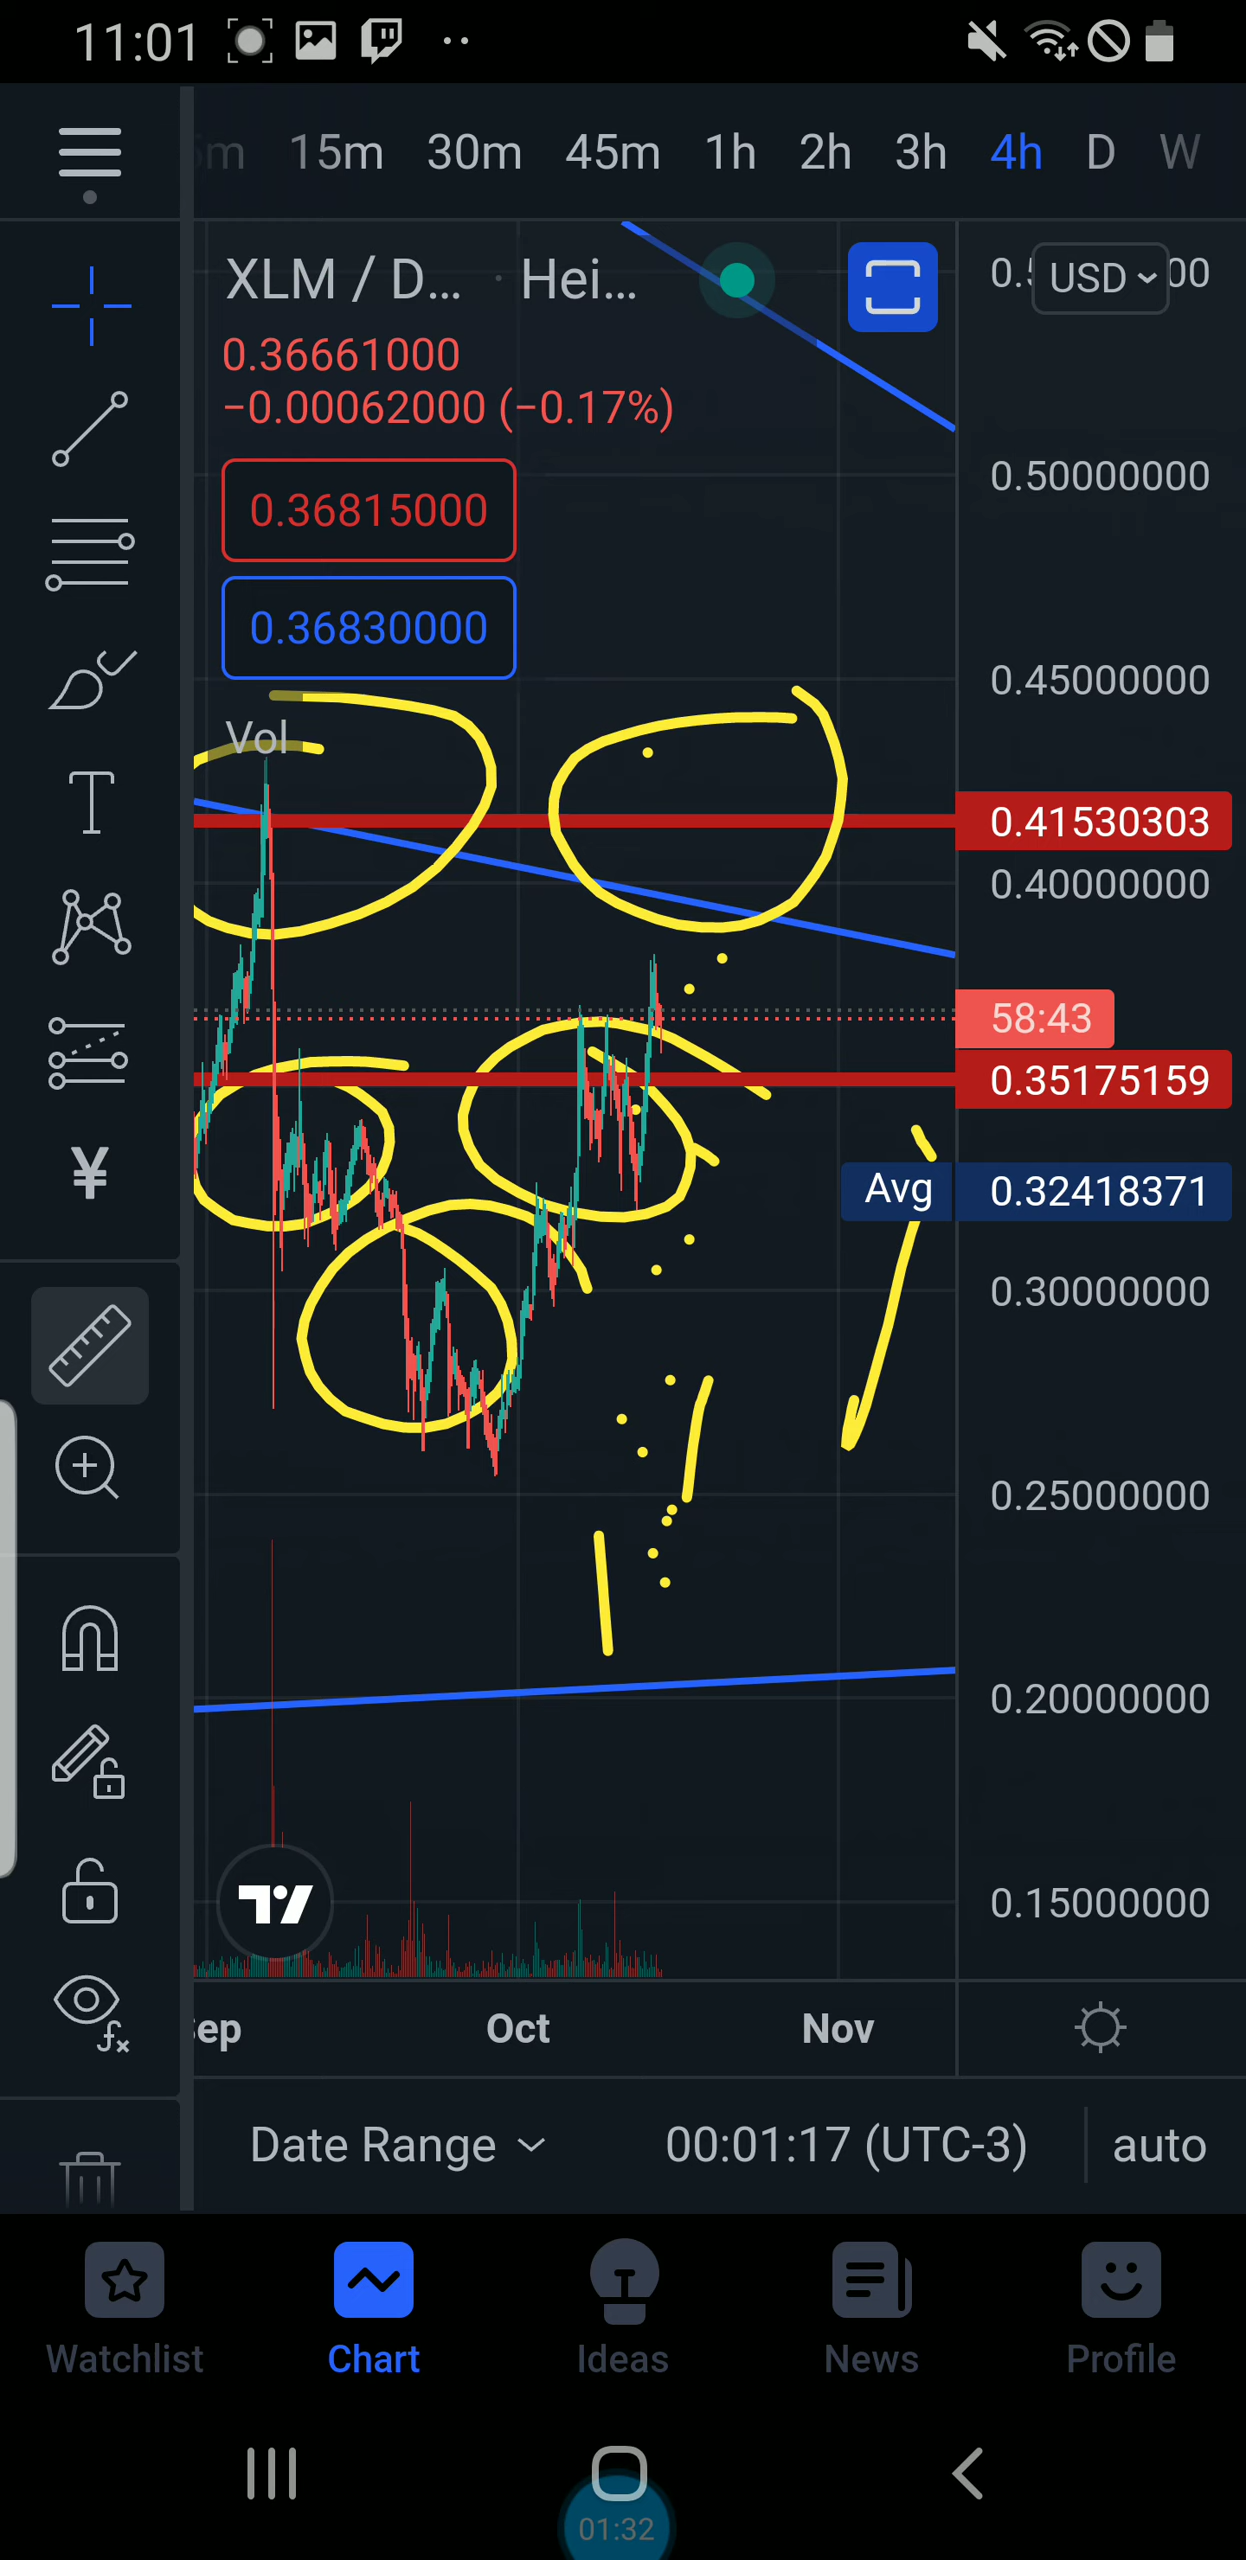 11:01
15m 30m 45m 1h 2h 3h 4h D W
XLM / D... · Hei...
USD
0.36661000
−0.00062000 (−0.17%)
0.36815000
0.36830000
Vol
0.50000000
0.45000000
0.41530303
0.40000000
58:43
0.35175159
Avg 0.32418371
0.30000000
0.25000000
0.20000000
0.15000000
Oct Nov
Date Range 00:01:17 (UTC-3) auto
Watchlist Chart Ideas News Profile
01:32